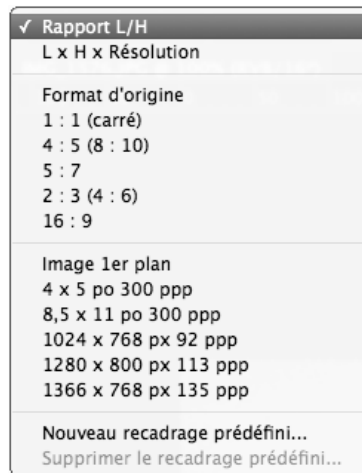 ✓ Rapport L/H
L x H x Résolution
Format d'origine
1 : 1 (carré)
4 : 5 (8 : 10)
5 : 7
2 : 3 (4 : 6)
16 : 9
Image 1er plan
4 x 5 po 300 ppp
8,5 x 11 po 300 ppp
1024 x 768 px 92 ppp
1280 x 800 px 113 ppp
1366 x 768 px 135 ppp
Nouveau recadrage prédéfini...
Supprimer le recadrage prédéfini...